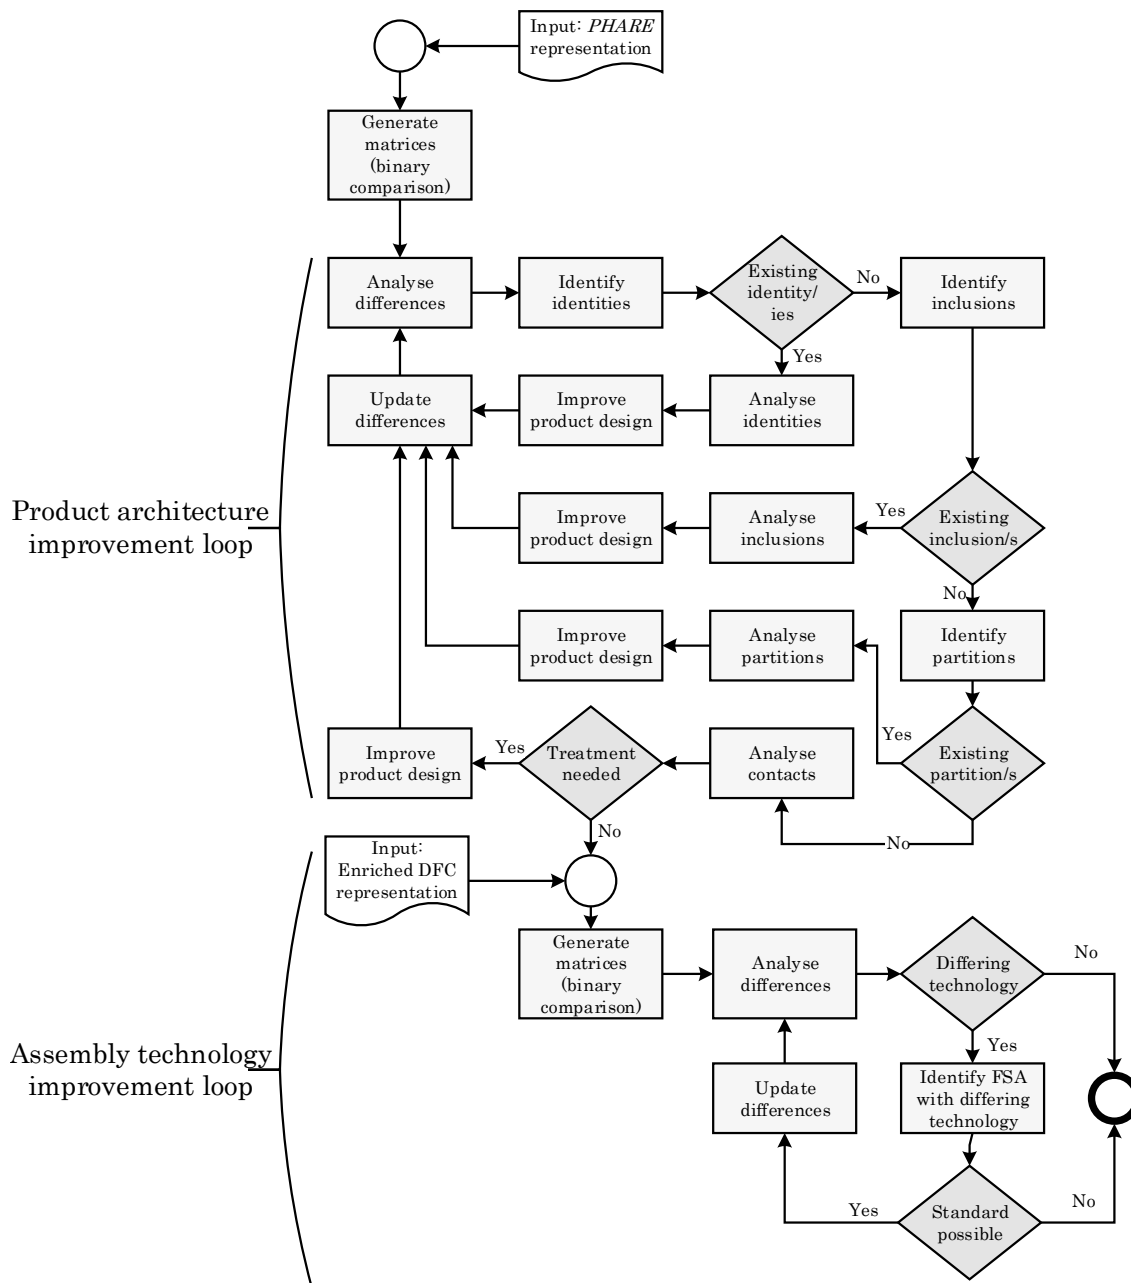 Input: PHARE
representation
Generate
matrices
(binary
comparison)
Analyse
differences
Identify
identities
Existing
identity/
ies
No
Identify
inclusions
Yes
Update
differences
Improve
product design
Analyse
identities
Product architecture
improvement loop
Improve
product design
Analyse
inclusions
Yes
Existing
inclusion/s
No
Improve
product design
Analyse
partitions
Identify
partitions
Yes
Improve
product design
Yes
Treatment
needed
Analyse
contacts
Existing
partition/s
No
No
Input:
Enriched DFC
representation
Generate
matrices
(binary
comparison)
Analyse
differences
Differing
technology
No
Yes
Assembly technology
improvement loop
Update
differences
Identify FSA
with differing
technology
Yes
Standard
possible
No